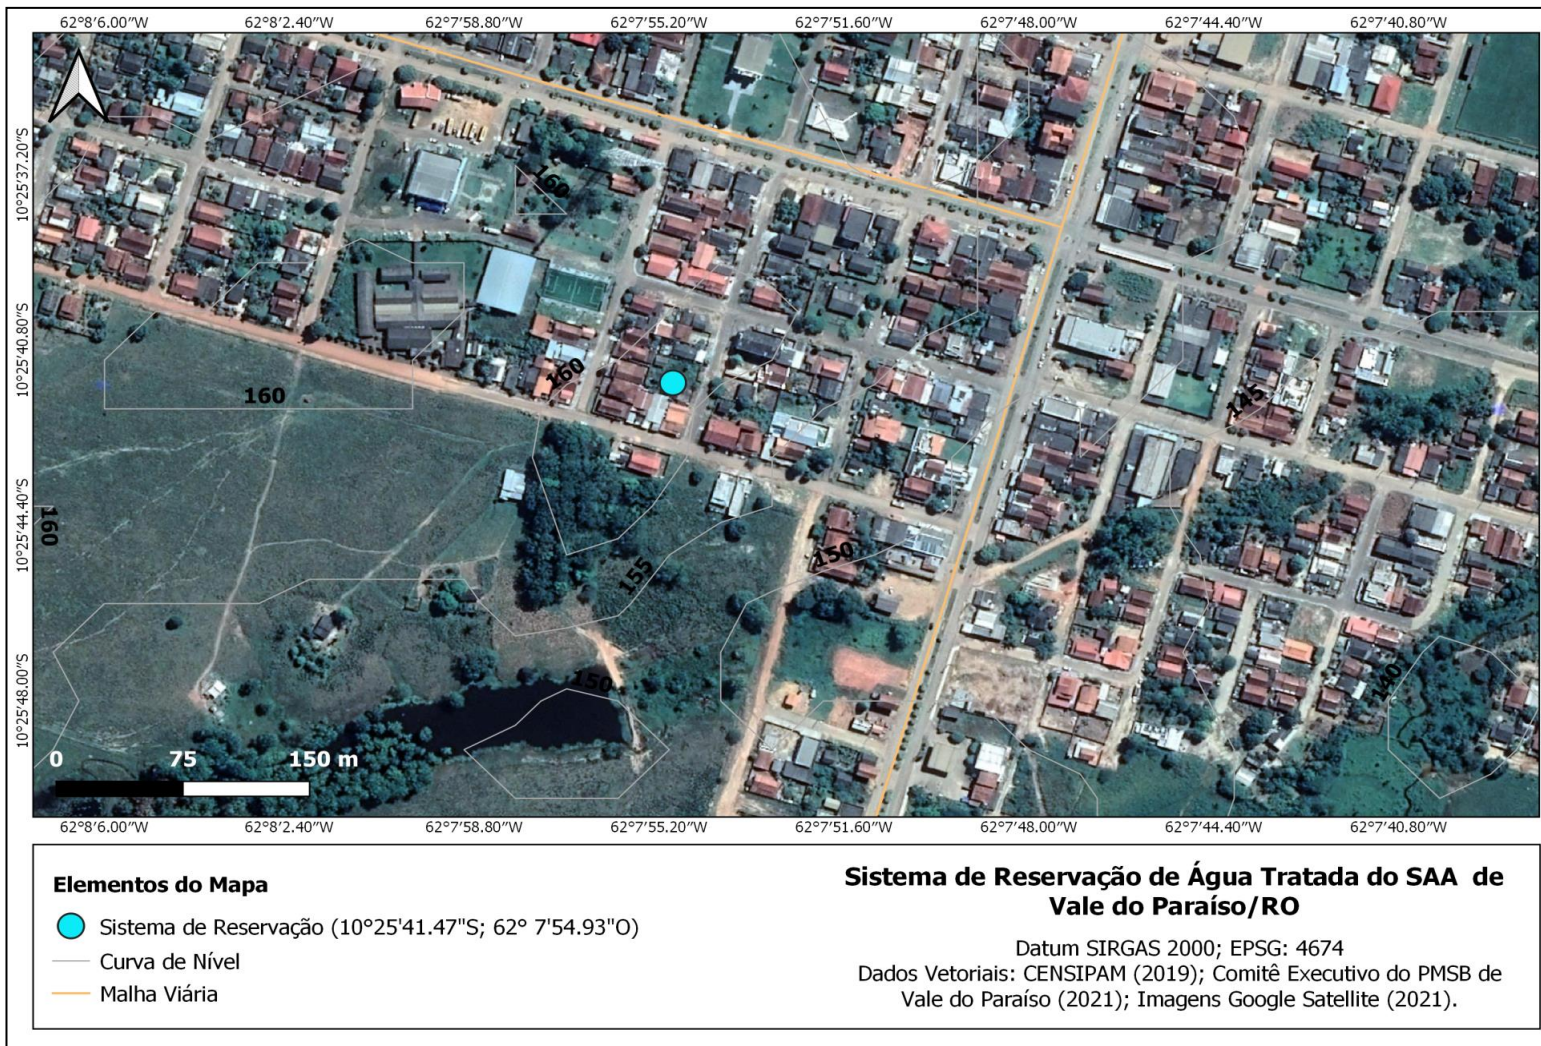 62°8'6.00"W 62°8'2.40"W 62°7'58.80"W 62°7'55.20"W 62°7'51.60"W 62°7'48.00"W 62°7'44.40"W 62°7'40.80"W
10°25'37.20"S
10°25'40.80"S
10°25'44.40"S
10°25'48.00"S
160
160
160
145
160
150
155
150
140
0 75 150 m
62°8'6.00"W 62°8'2.40"W 62°7'58.80"W 62°7'55.20"W 62°7'51.60"W 62°7'48.00"W 62°7'44.40"W 62°7'40.80"W
Elementos do Mapa
Sistema de Reservação (10°25'41.47"S; 62° 7'54.93"O)
Curva de Nível
Malha Viária
Sistema de Reservação de Água Tratada do SAA de
Vale do Paraíso/RO
Datum SIRGAS 2000; EPSG: 4674
Dados Vetoriais: CENSIPAM (2019); Comitê Executivo do PMSB de
Vale do Paraíso (2021); Imagens Google Satellite (2021).